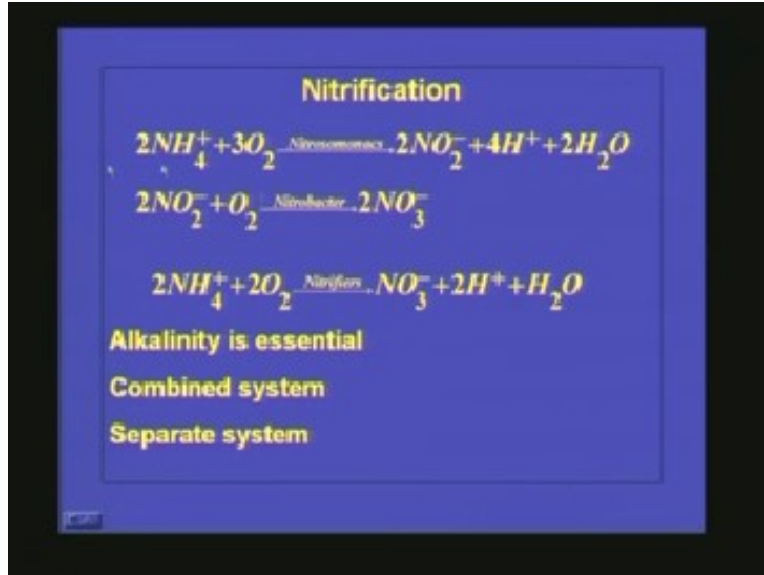 Nitrification
2NH₄⁺+3O₂ Nitrosomonacs 2NO₂⁻+4H⁺+2H₂O
2NO₂⁻+O₂ Nitrobacter 2NO₃⁻
2NH₄⁺+2O₂ Nitrifiers NO₃⁻+2H⁺+H₂O
Alkalinity is essential
Combined system
Separate system